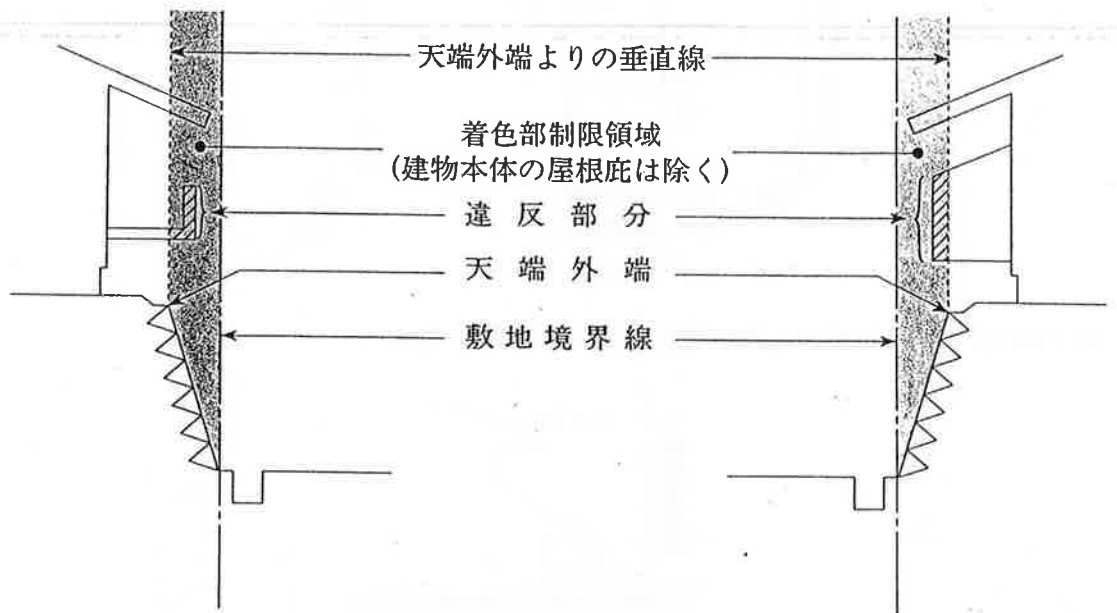 天端外端よりの垂直線
着色部制限領域
(建物本体の屋根庇は除く)
違反部分
天端外端
敷地境界線